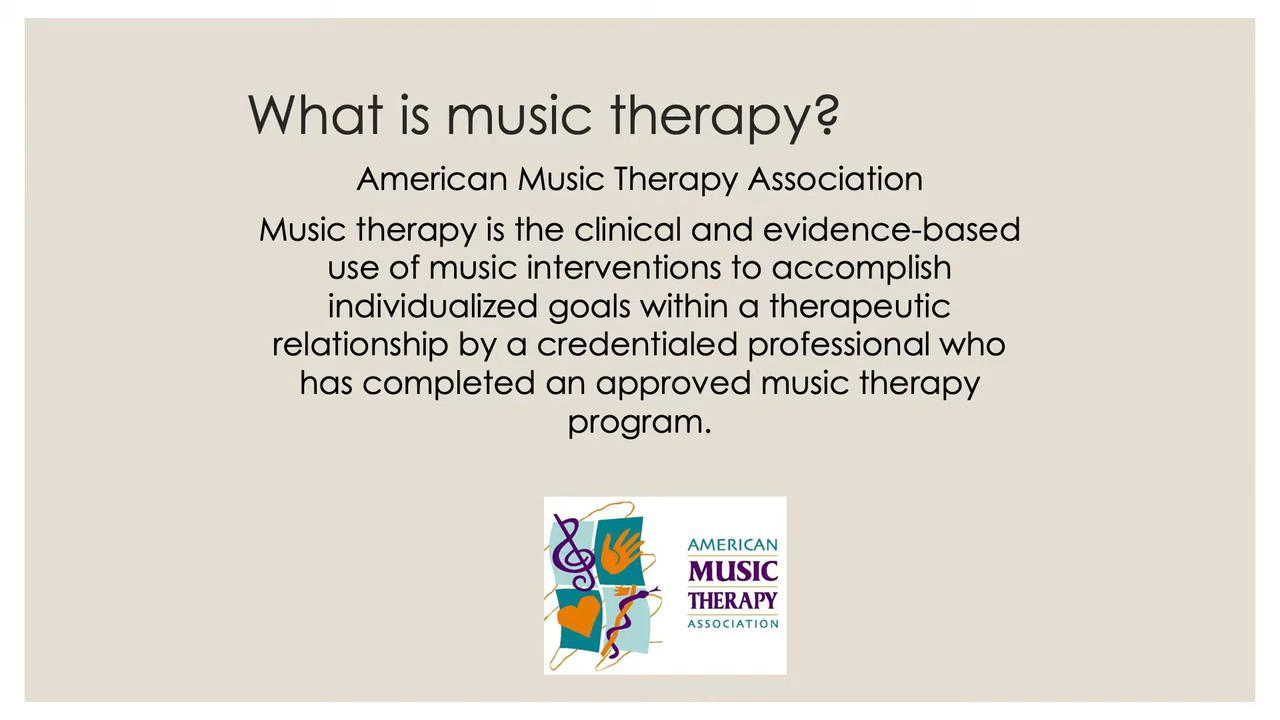 What is music therapy?
American Music Therapy Association
Music therapy is the clinical and evidence-based
use of music interventions to accomplish
individualized goals within a therapeutic
relationship by a credentialed professional who
has completed an approved music therapy
program.
AMERICAN
MUSIC
THERAPY
ASSOCIATION